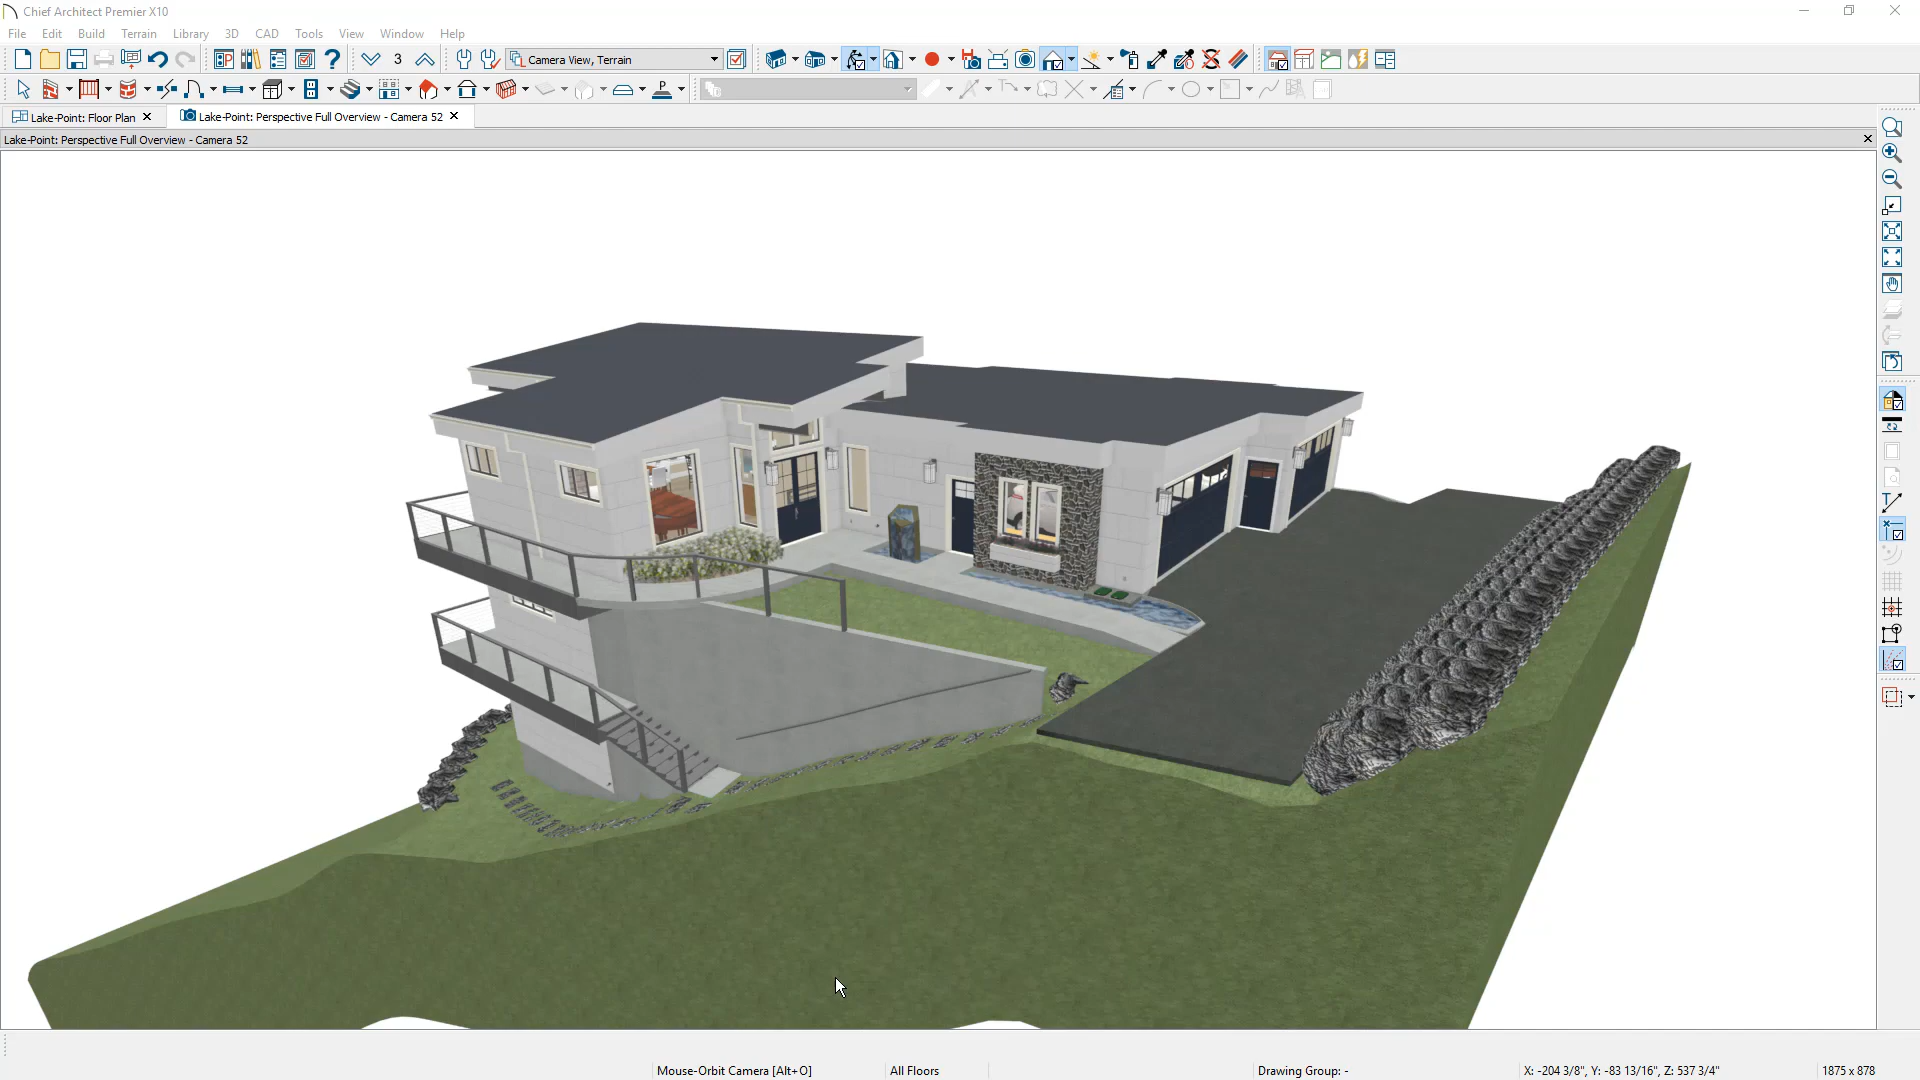 Chief Architect Premier X10
File Edit Build Terrain Library 3D CAD Tools View Window Help
3 Camera View, Terrain
P
Lake-Point: Floor Plan Lake-Point: Perspective Full Overview - Camera 52
Lake-Point: Perspective Full Overview - Camera 52
Mouse-Orbit Camera [Alt+O] All Floors Drawing Group: - X: -204 3/8", Y: -83 13/16", Z: 537 3/4" 1875 x 878